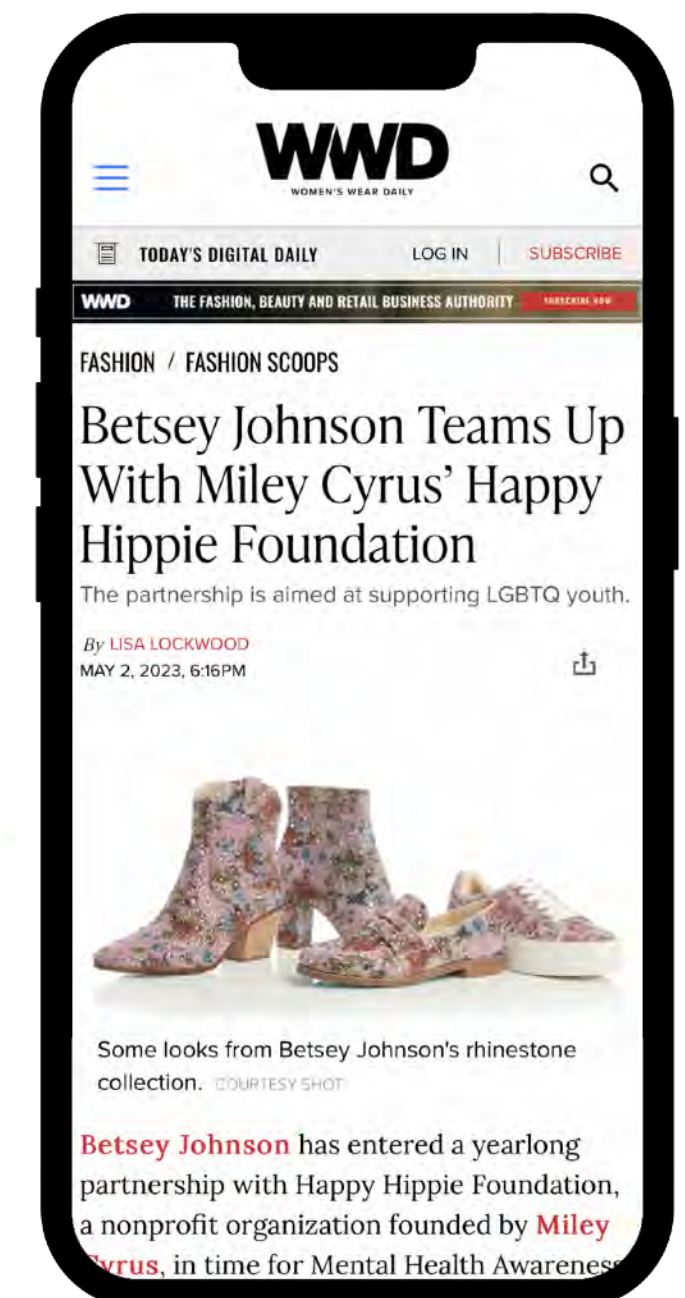 WWD
WOMEN'S WEAR DAILY
TODAY'S DIGITAL DAILY LOG IN SUBSCRIBE
WWD THE FASHION, BEAUTY AND RETAIL BUSINESS AUTHORITY SUBSCRIBE NOW
FASHION / FASHION SCOOPS
Betsey Johnson Teams Up
With Miley Cyrus' Happy
Hippie Foundation
The partnership is aimed at supporting LGBTQ youth.
By LISA LOCKWOOD
MAY 2, 2023, 6:16PM
Some looks from Betsey Johnson's rhinestone
collection. COURTESY SHOT
Betsey Johnson has entered a yearlong
partnership with Happy Hippie Foundation,
a nonprofit organization founded by Miley
Cyrus, in time for Mental Health Awareness